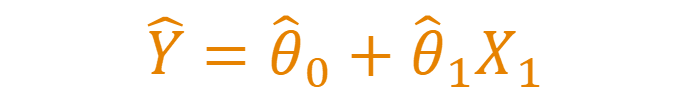 Ŷ = θ̂₀ + θ̂₁X₁